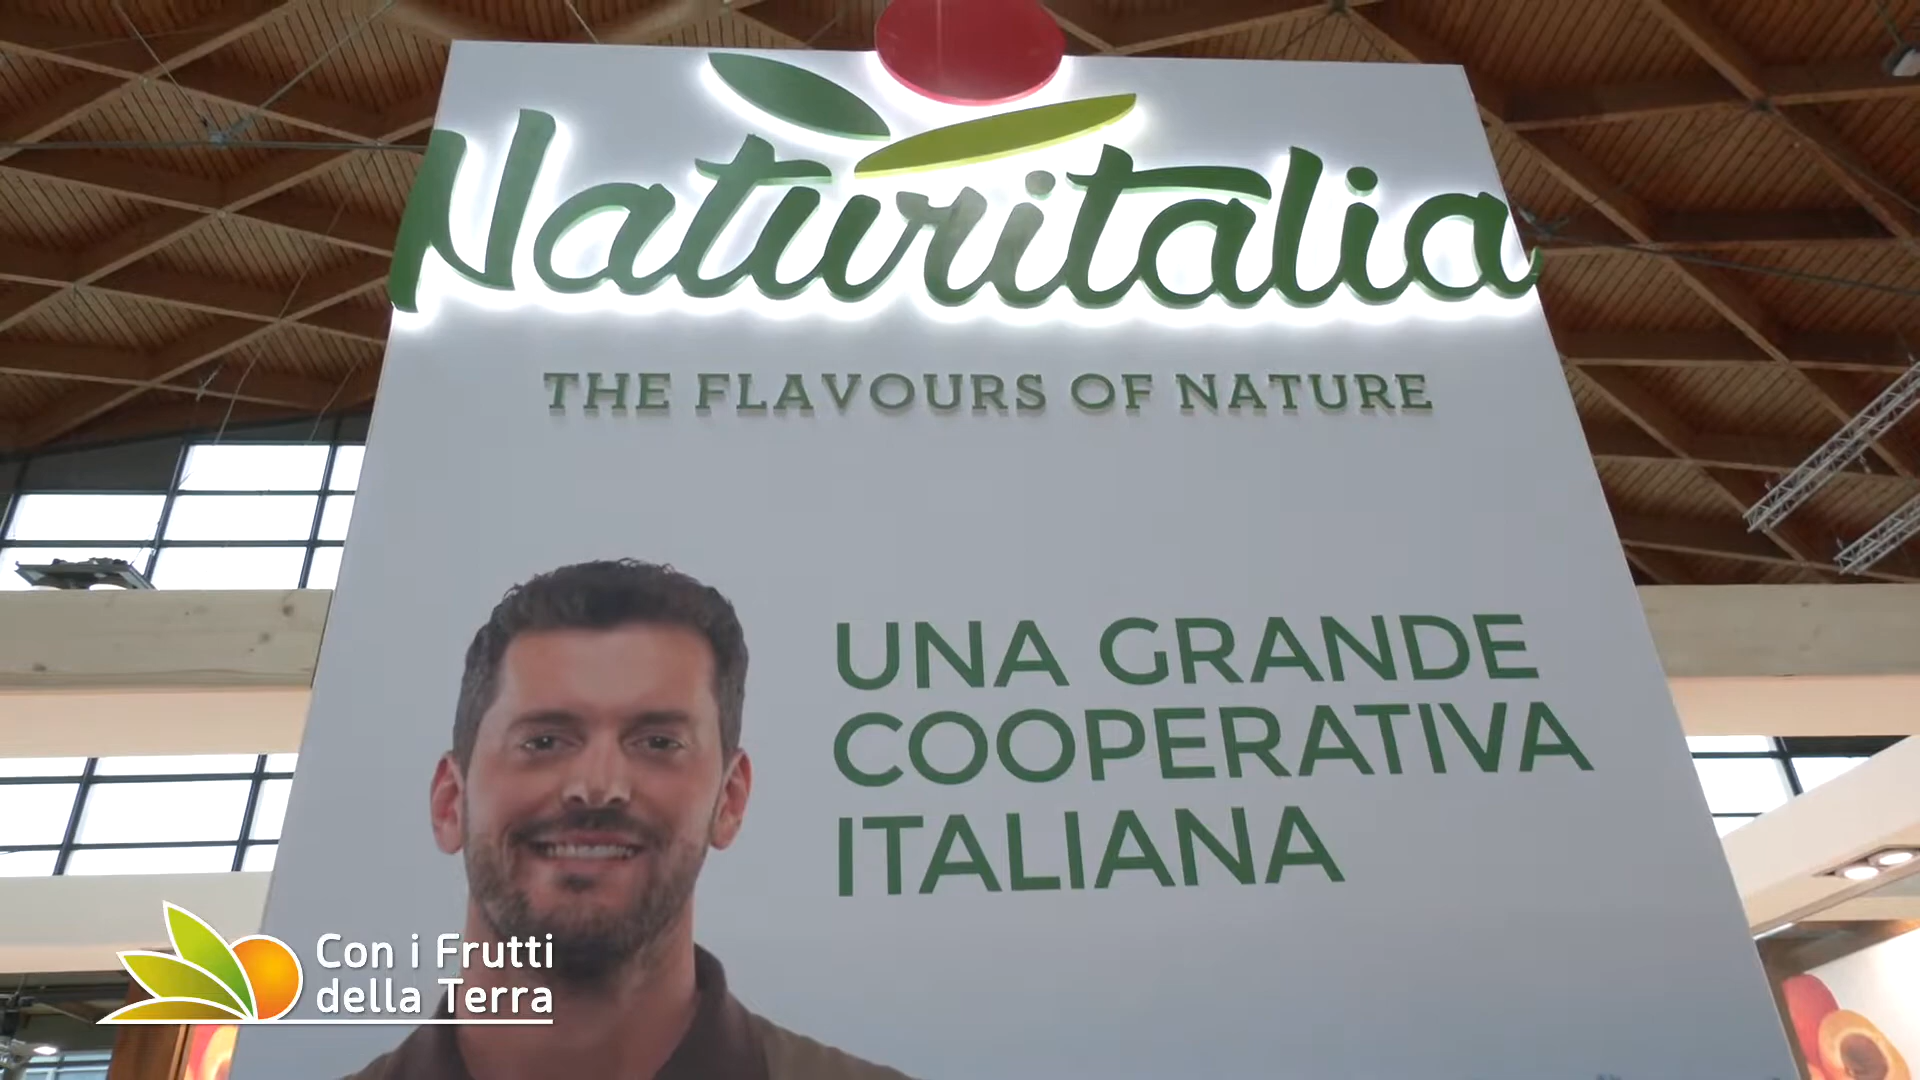 Naturitalia
THE FLAVOURS OF NATURE
UNA GRANDE
COOPERATIVA
ITALIANA
Con i Frutti
della Terra